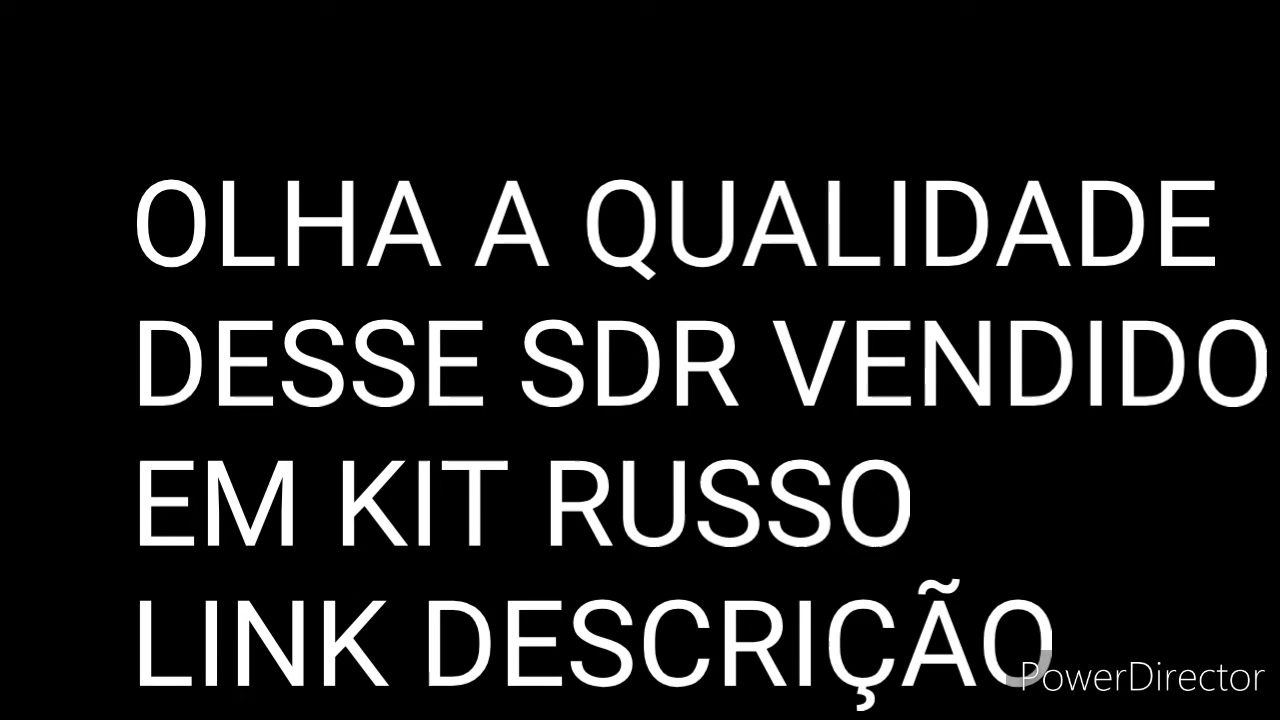 OLHA A QUALIDADE
DESSE SDR VENDIDO
EM KIT RUSSO
LINK DESCRIÇÃO
PowerDirector